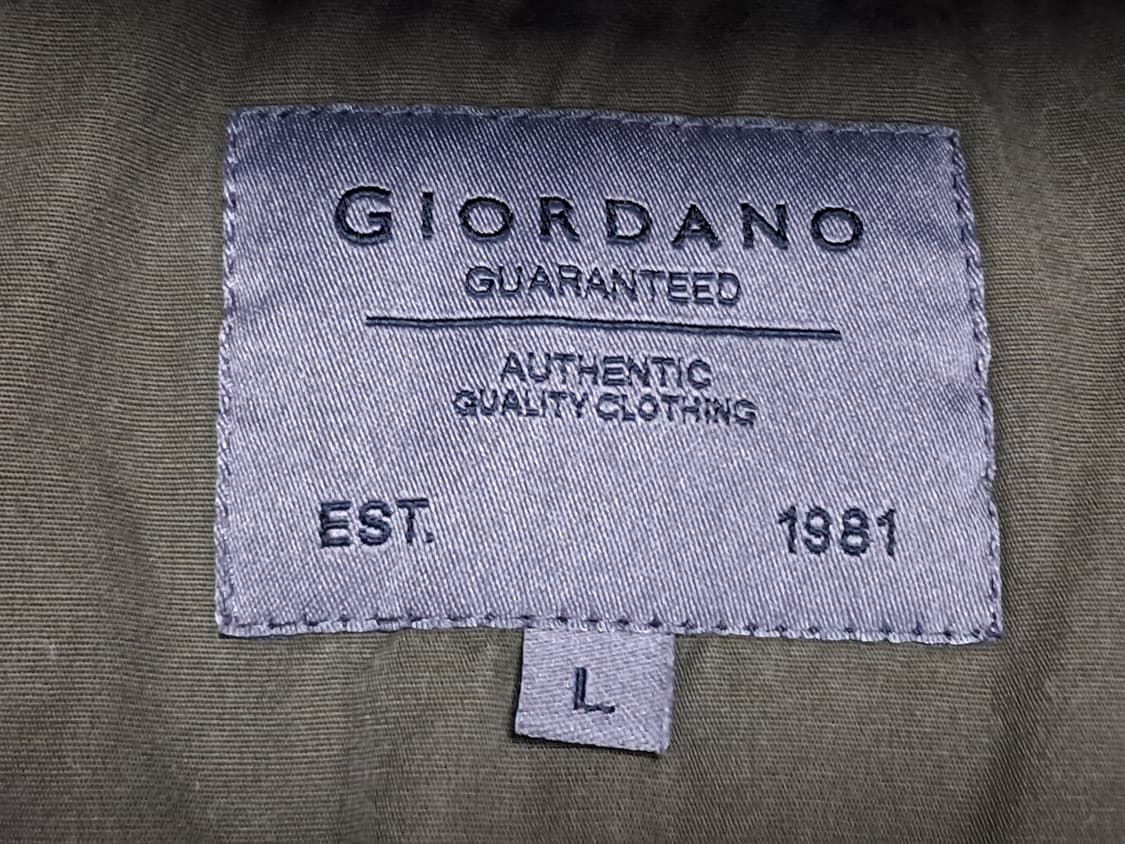 GIORDANO
GUARANTEED
AUTHENTIC
QUALITY CLOTHING
EST. 1981
L